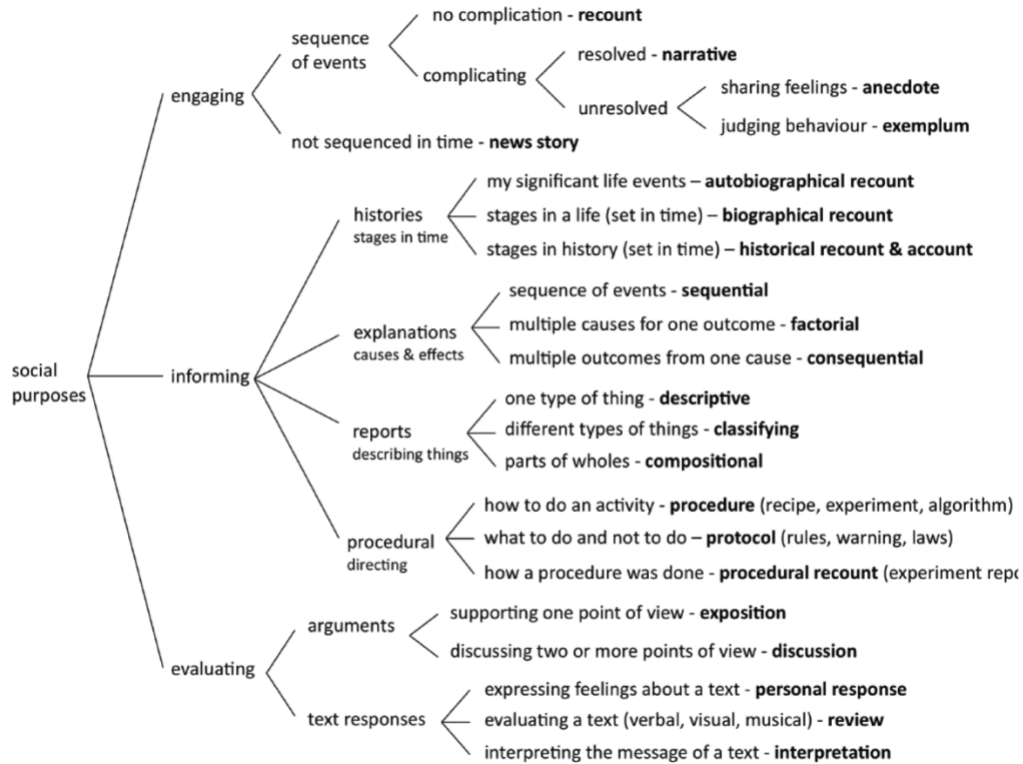 no complication - recount
sequence
of events
resolved - narrative
complicating
sharing feelings - anecdote
engaging
unresolved
judging behaviour - exemplum
not sequenced in time - news story
my significant life events – autobiographical recount
histories
stages in time
stages in a life (set in time) – biographical recount
stages in history (set in time) – historical recount & account
sequence of events - sequential
explanations
causes & effects
multiple causes for one outcome - factorial
multiple outcomes from one cause - consequential
social
purposes
informing
one type of thing - descriptive
reports
describing things
different types of things - classifying
parts of wholes - compositional
how to do an activity - procedure (recipe, experiment, algorithm)
procedural
directing
what to do and not to do – protocol (rules, warning, laws)
how a procedure was done - procedural recount (experiment
supporting one point of view - exposition
arguments
discussing two or more points of view - discussion
evaluating
expressing feelings about a text - personal response
text responses
evaluating a text (verbal, visual, musical) - review
interpreting the message of a text - interpretation